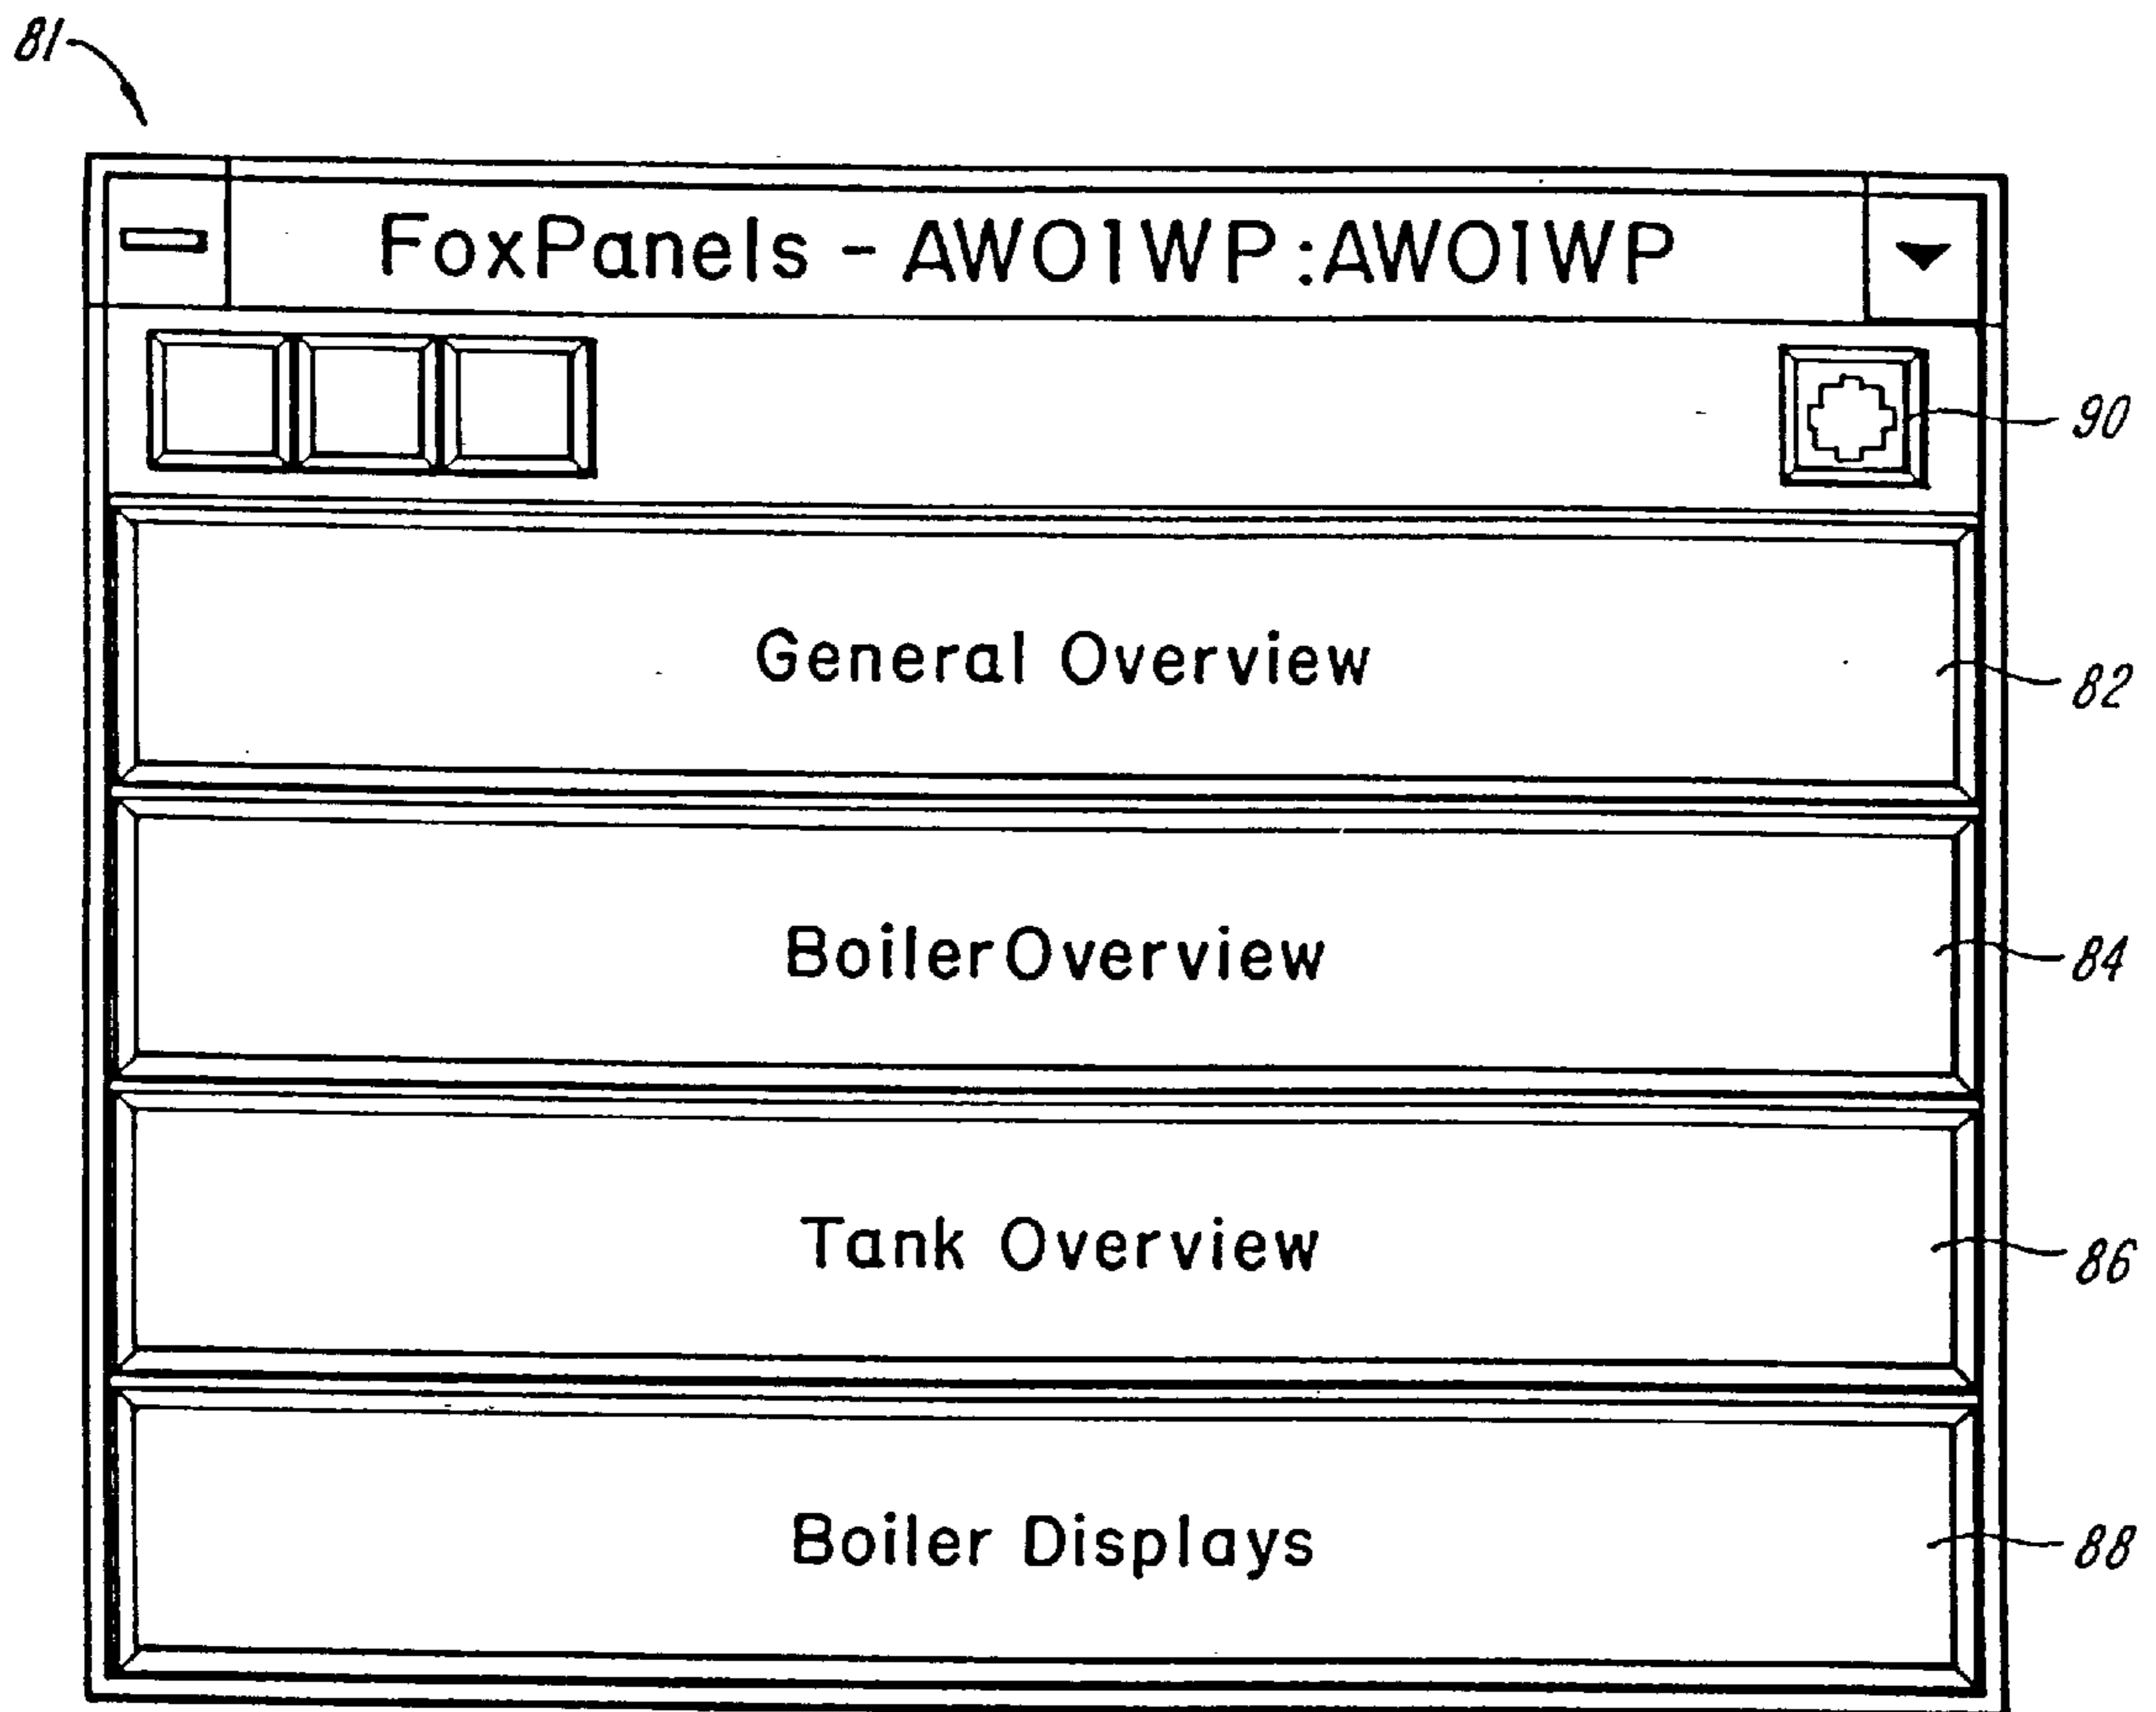 81
FoxPanels - AW01WP:AW01WP
90
General Overview
82
BoilerOverview
84
Tank Overview
86
Boiler Displays
88